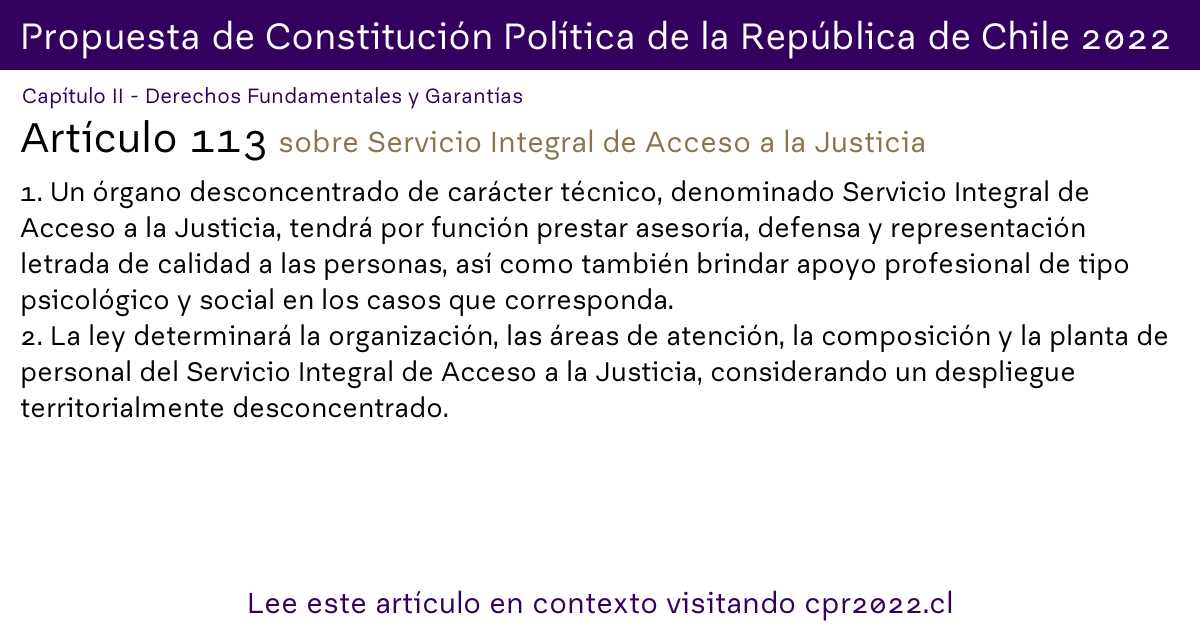 Propuesta de Constitución Política de la República de Chile 2022
Capítulo II - Derechos Fundamentales y Garantías
Artículo 113 sobre Servicio Integral de Acceso a la Justicia
1. Un órgano desconcentrado de carácter técnico, denominado Servicio Integral de
Acceso a la Justicia, tendrá por función prestar asesoría, defensa y representación
letrada de calidad a las personas, así como también brindar apoyo profesional de tipo
psicológico y social en los casos que corresponda.
2. La ley determinará la organización, las áreas de atención, la composición y la planta de
personal del Servicio Integral de Acceso a la Justicia, considerando un despliegue
territorialmente desconcentrado.
Lee este artículo en contexto visitando cpr2022.cl